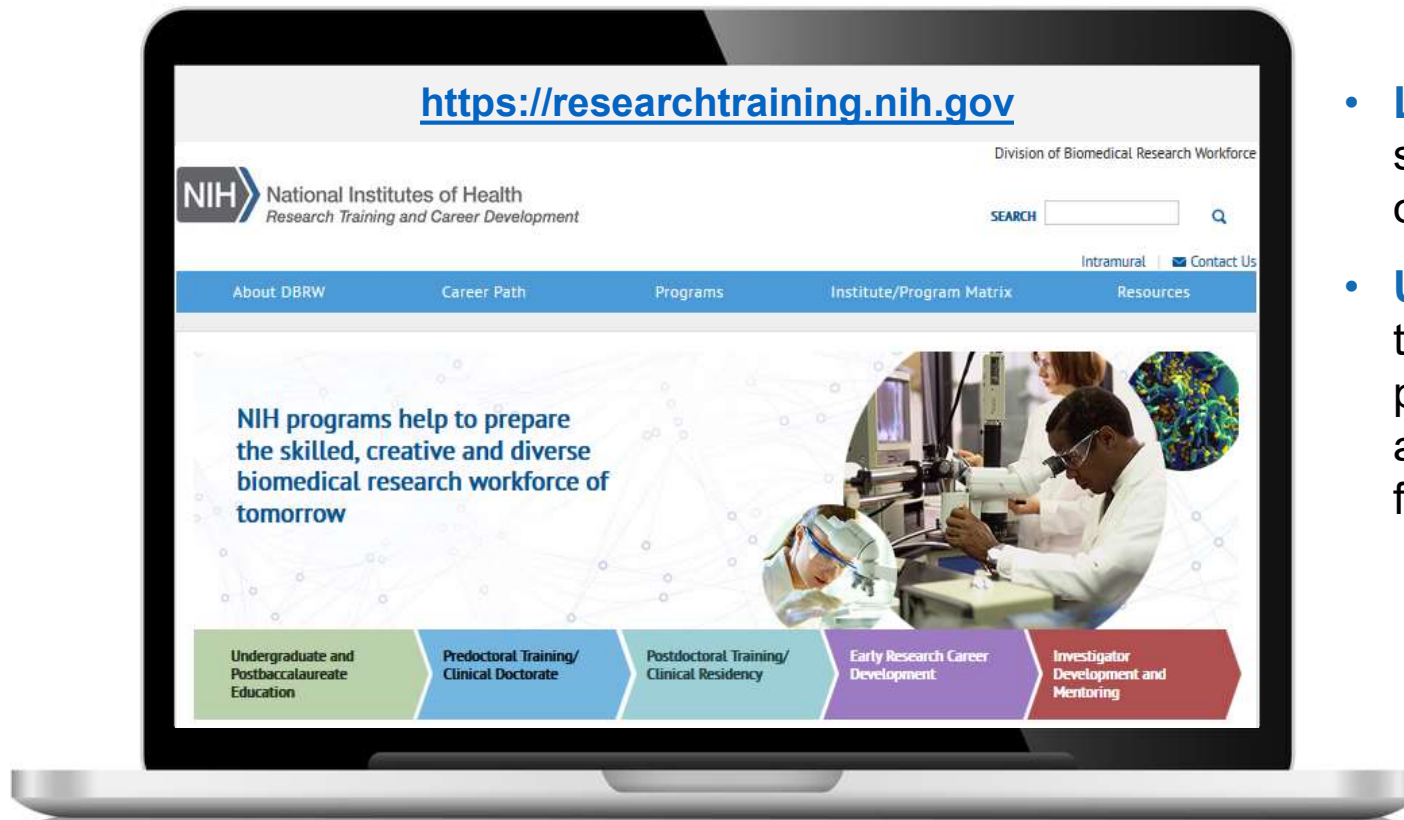 https://researchtraining.nih.gov
Division of Biomedical Research Workforce
NIH National Institutes of Health
Research Training and Career Development
SEARCH
Intramural | Contact Us
About DBRW Career Path Programs Institute/Program Matrix Resources
NIH programs help to prepare
the skilled, creative and diverse
biomedical research workforce of
tomorrow
Undergraduate and
Postbaccalaureate
Education
Predoctoral Training/
Clinical Doctorate
Postdoctoral Training/
Clinical Residency
Early Research Career
Development
Investigator
Development and
Mentoring